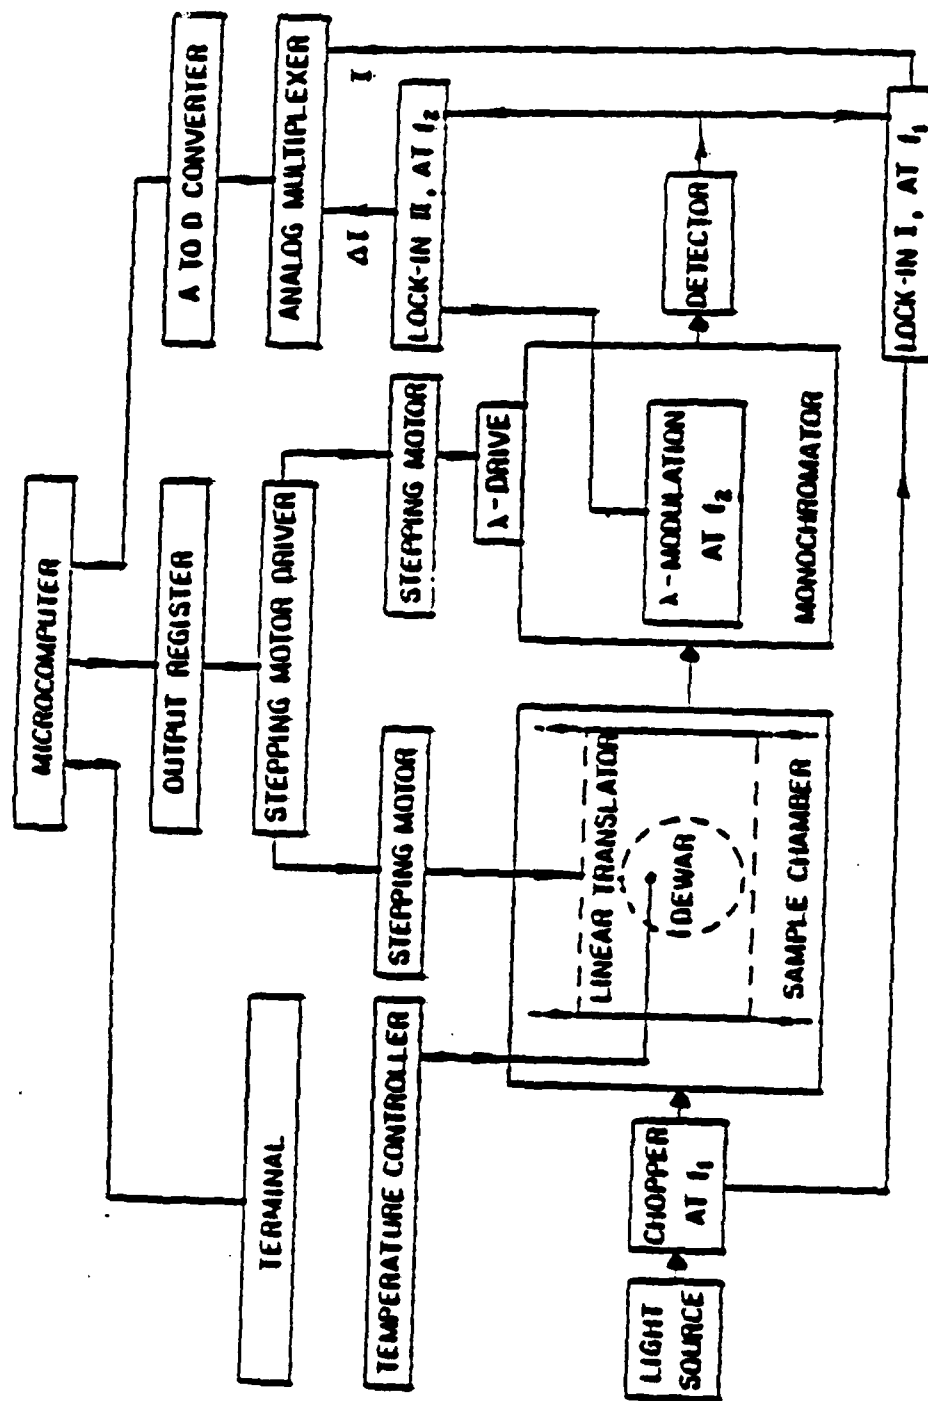 MICROCOMPUTER
TERMINAL
OUTPUT REGISTER
A TO D CONVERTER
STEPPING MOTOR DRIVER
ANALOG MULTIPLEXER
TEMPERATURE CONTROLLER
STEPPING MOTOR
STEPPING MOTOR
ΔI
I
LOCK-IN II, AT f₂
λ-DRIVE
LINEAR TRANSLATOR
DEWAR
SAMPLE CHAMBER
λ-MODULATION
AT f₂
MONOCHROMATOR
DETECTOR
LIGHT
SOURCE
CHOPPER
AT f₁
LOCK-IN I, AT f₁